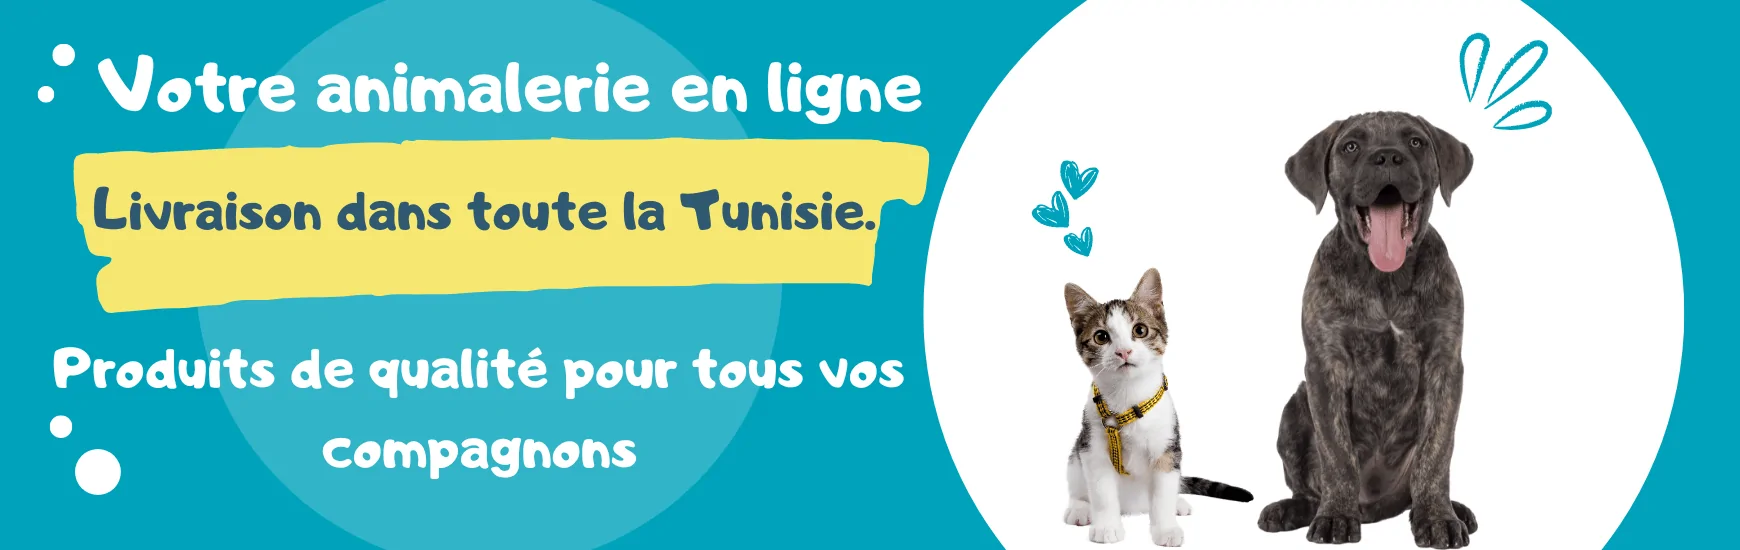 Votre animalerie en ligne
Livraison dans toute la Tunisie.
Produits de qualité pour tous vos
compagnons